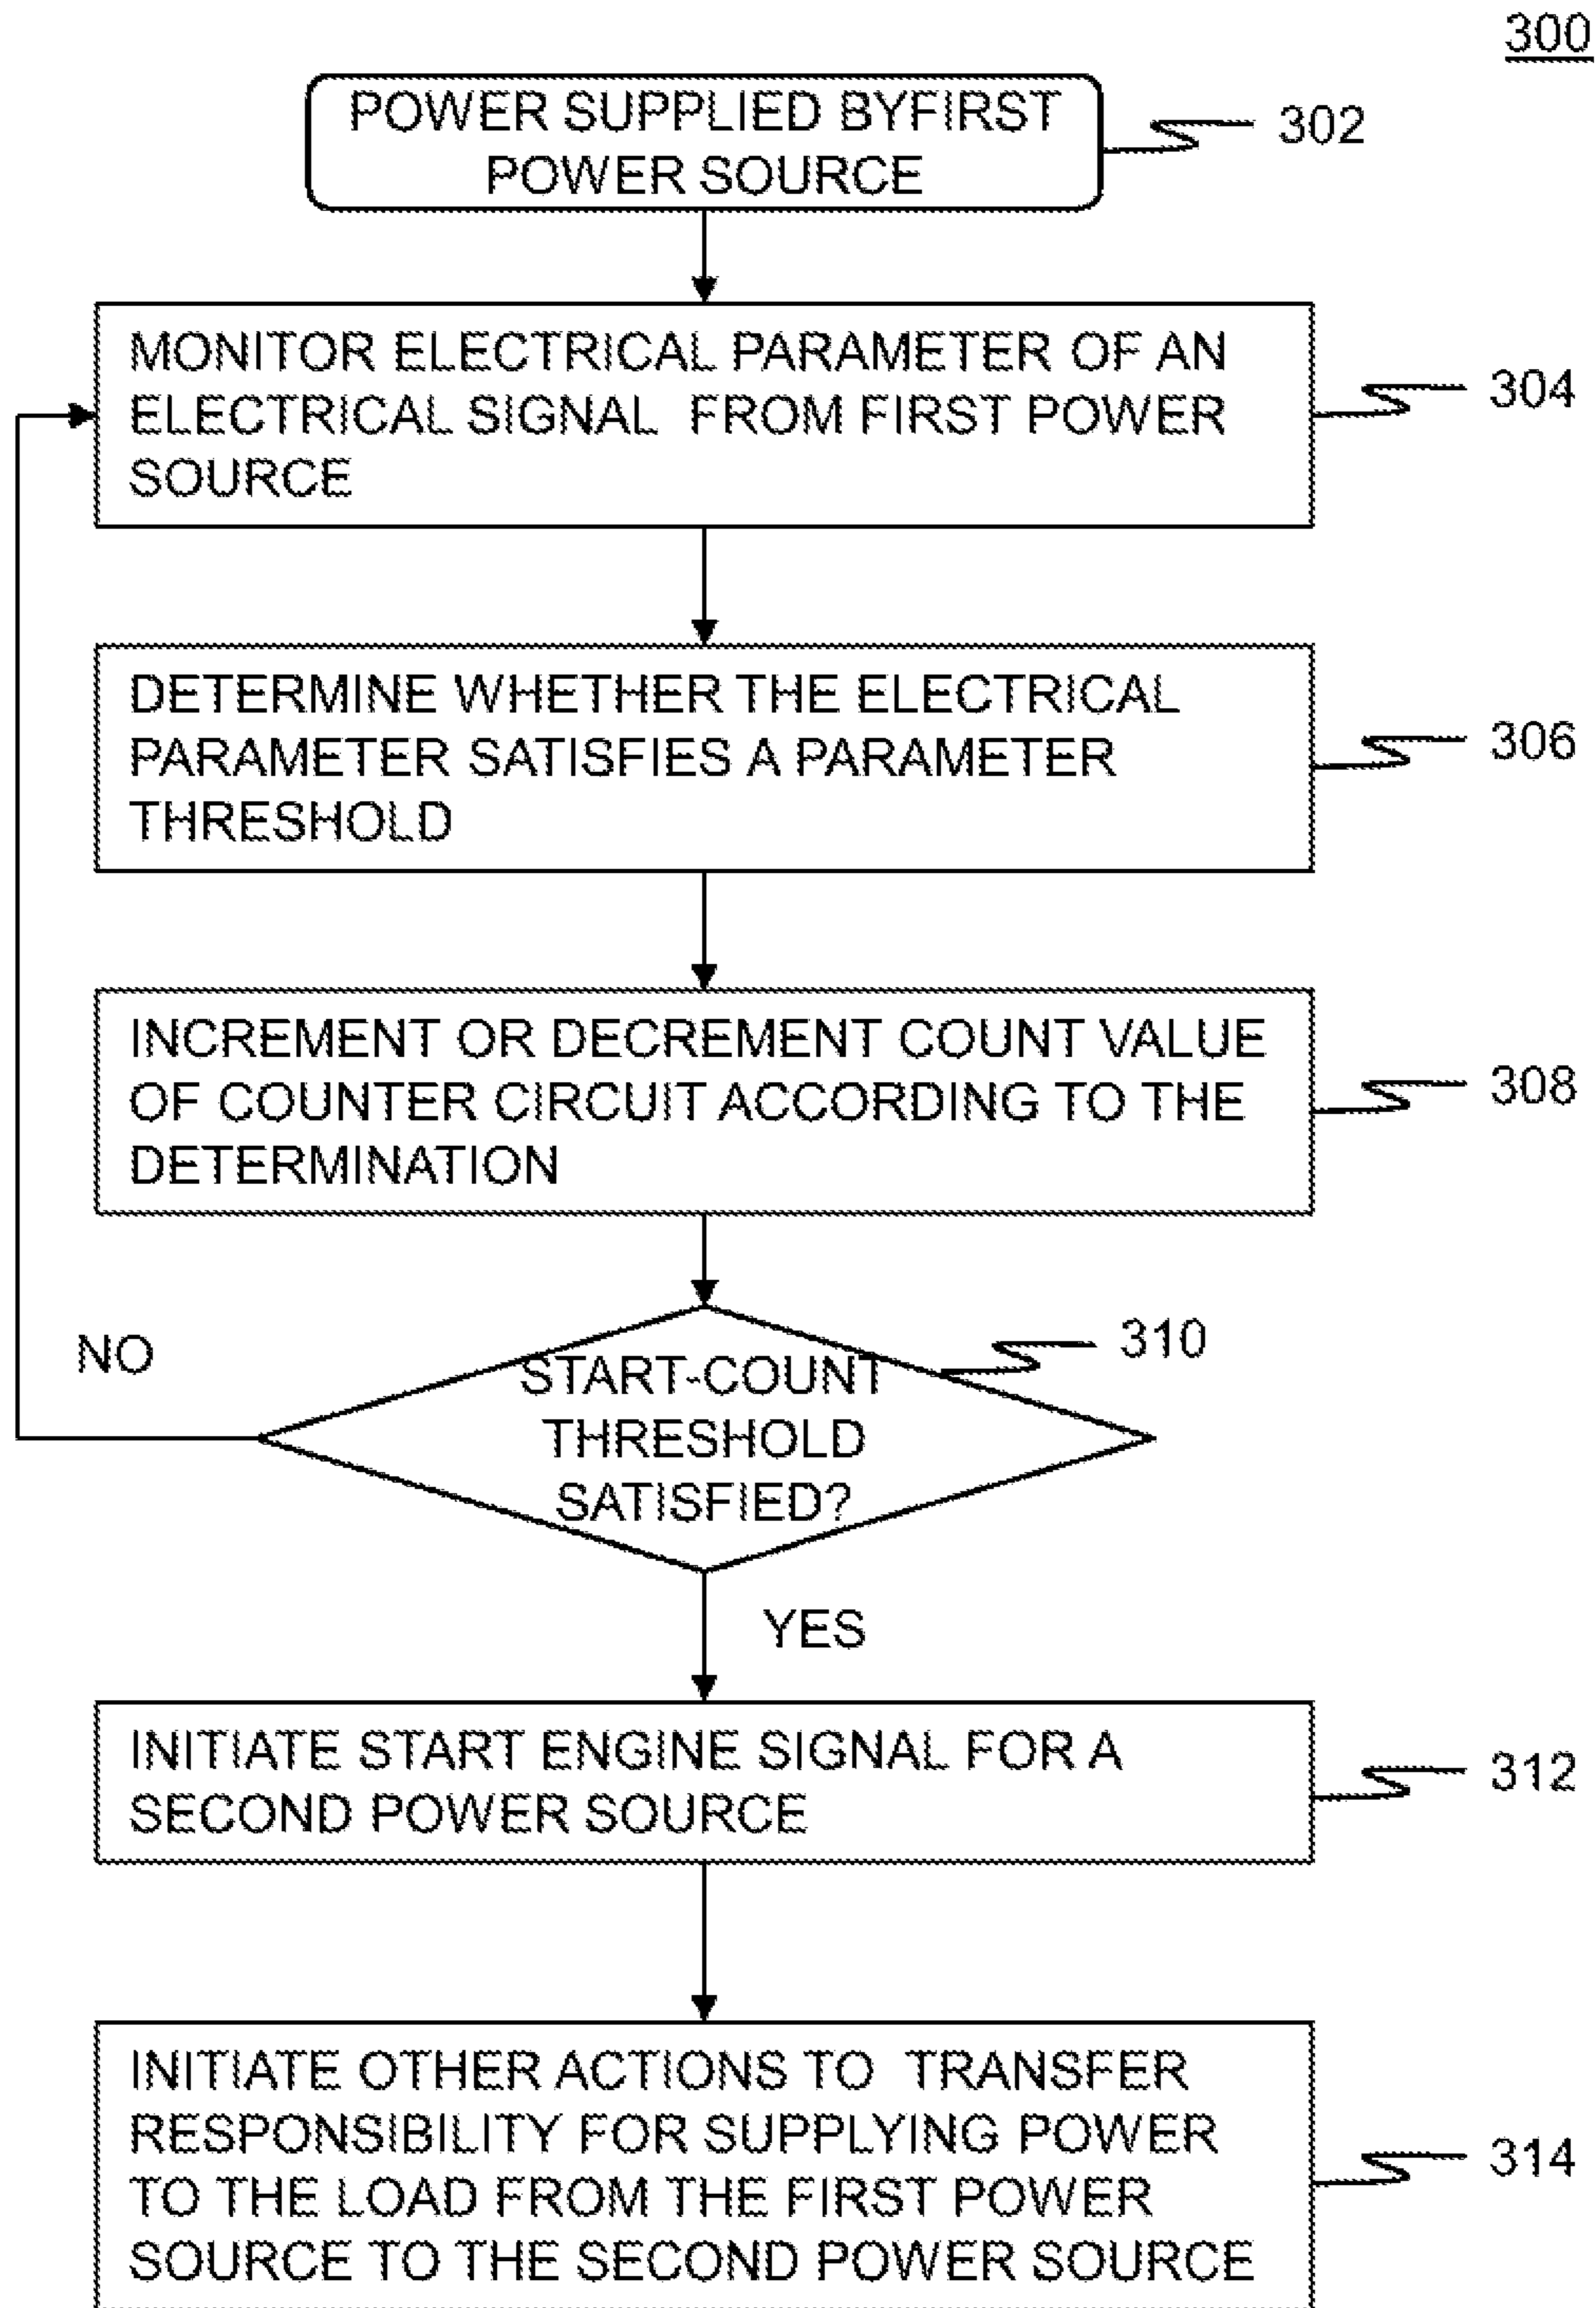 300
POWER SUPPLIED BYFIRST
POWER SOURCE
302
MONITOR ELECTRICAL PARAMETER OF AN
ELECTRICAL SIGNAL FROM FIRST POWER
SOURCE
304
DETERMINE WHETHER THE ELECTRICAL
PARAMETER SATISFIES A PARAMETER
THRESHOLD
306
INCREMENT OR DECREMENT COUNT VALUE
OF COUNTER CIRCUIT ACCORDING TO THE
DETERMINATION
308
NO
START-COUNT
THRESHOLD
SATISFIED?
310
YES
INITIATE START ENGINE SIGNAL FOR A
SECOND POWER SOURCE
312
INITIATE OTHER ACTIONS TO TRANSFER
RESPONSIBILITY FOR SUPPLYING POWER
TO THE LOAD FROM THE FIRST POWER
SOURCE TO THE SECOND POWER SOURCE
314